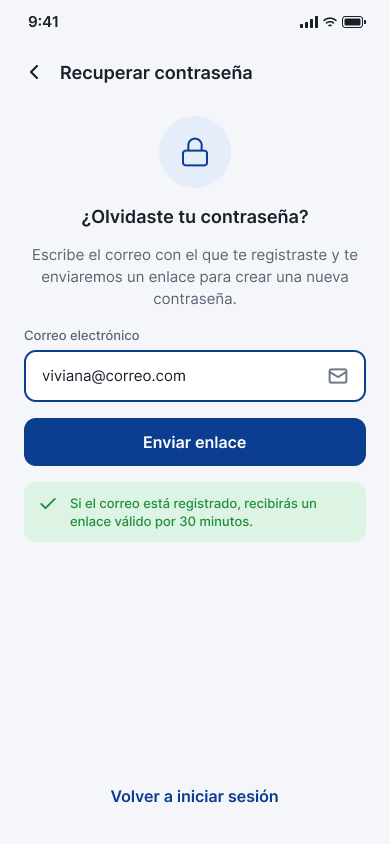 9:41
Recuperar contraseña
¿Olvidaste tu contraseña?
Escribe el correo con el que te registraste y te
enviaremos un enlace para crear una nueva
contraseña.
Correo electrónico
viviana@correo.com
Enviar enlace
Si el correo está registrado, recibirás un
enlace válido por 30 minutos.
Volver a iniciar sesión